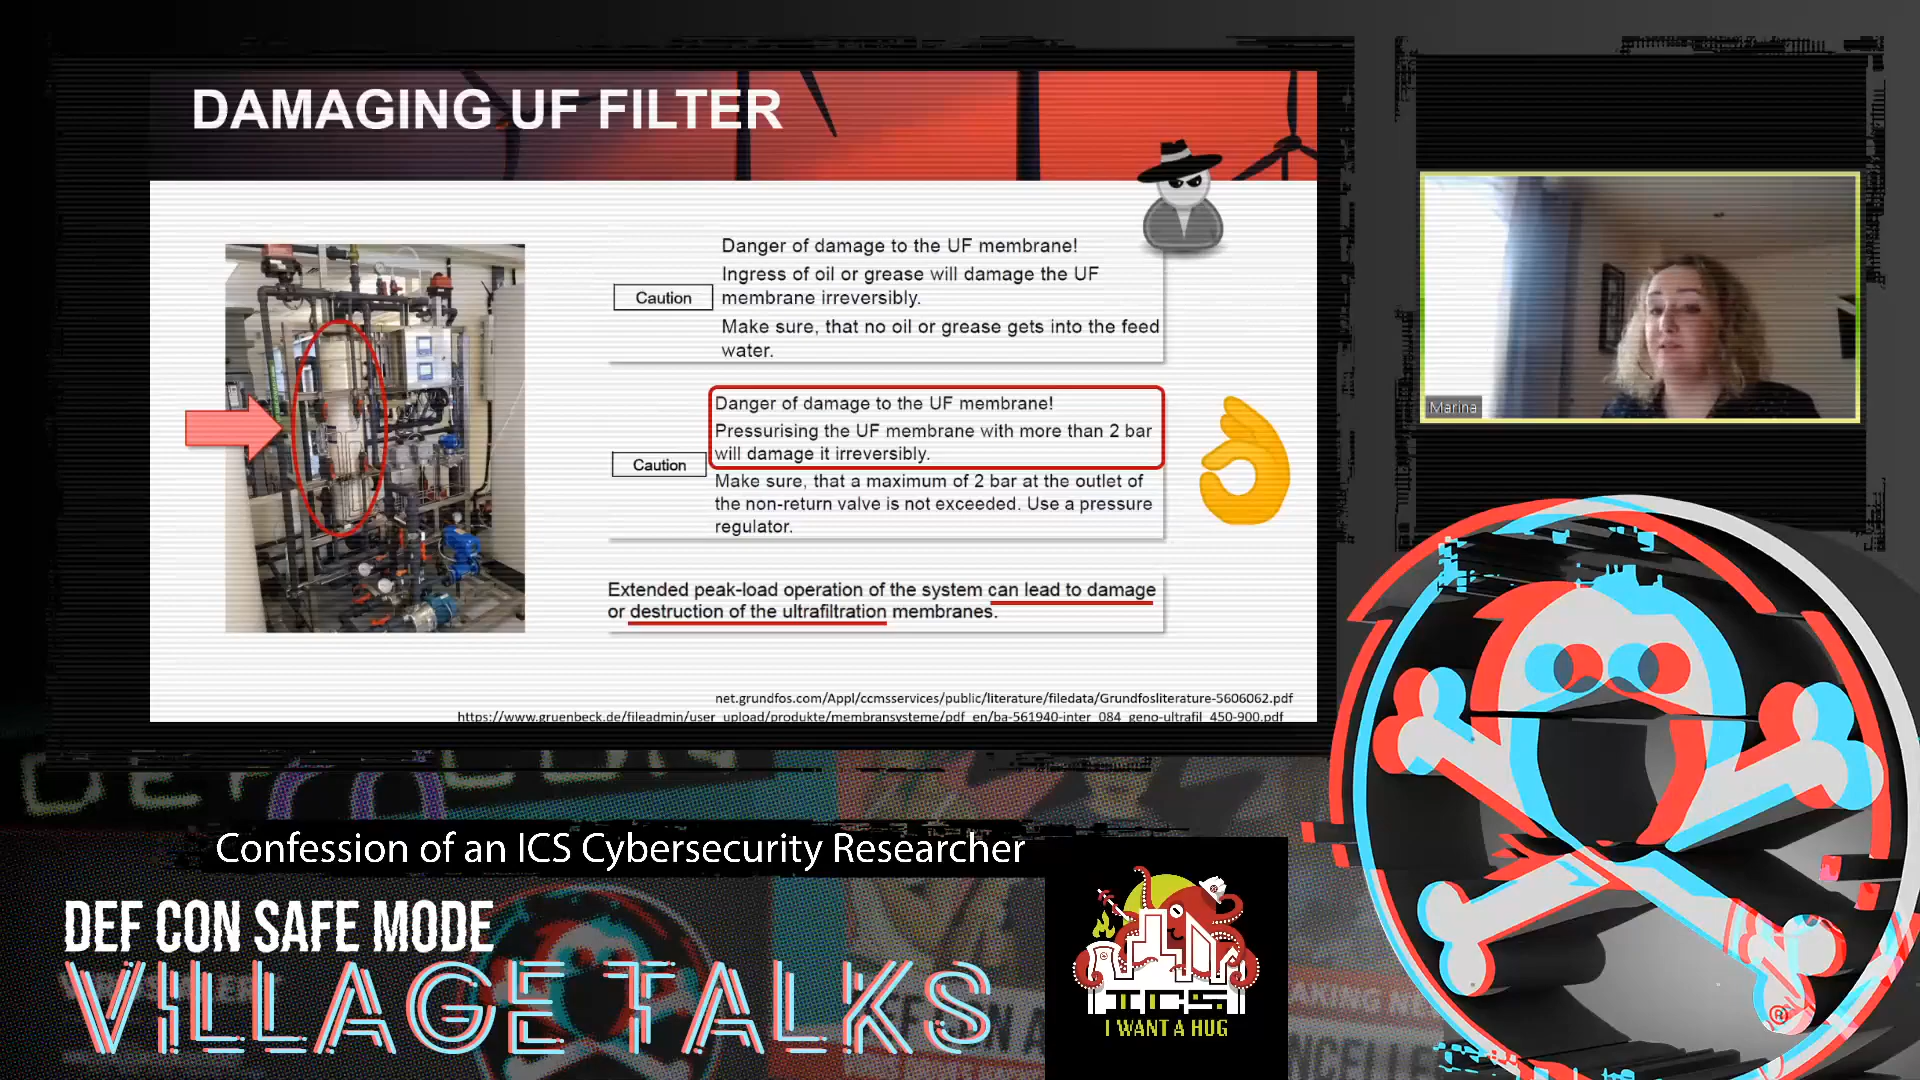 DAMAGING UF FILTER
Danger of damage to the UF membrane!
Ingress of oil or grease will damage the UF
Caution
membrane irreversibly.
Make sure, that no oil or grease gets into the feed
water.
Danger of damage to the UF membrane!
Pressurising the UF membrane with more than 2 bar
will damage it irreversibly.
Caution
Make sure, that a maximum of 2 bar at the outlet of
the non-return valve is not exceeded. Use a pressure
regulator.
Extended peak-load operation of the system can lead to damage
or destruction of the ultrafiltration membranes.
net.grundfos.com/Appl/ccmsservices/public/literature/filedata/Grundfosliterature-5606062.pdf
https://www.gruenbeck.de/fileadmin/user_upload/produkte/membransysteme/pdf_en/ba-561940-inter_084_geno-ultrafil_450-900.pdf
Marina
Confession of an ICS Cybersecurity Researcher
DEF CON SAFE MODE
VILLAGE TALKS
ICS
I WANT A HUG
®